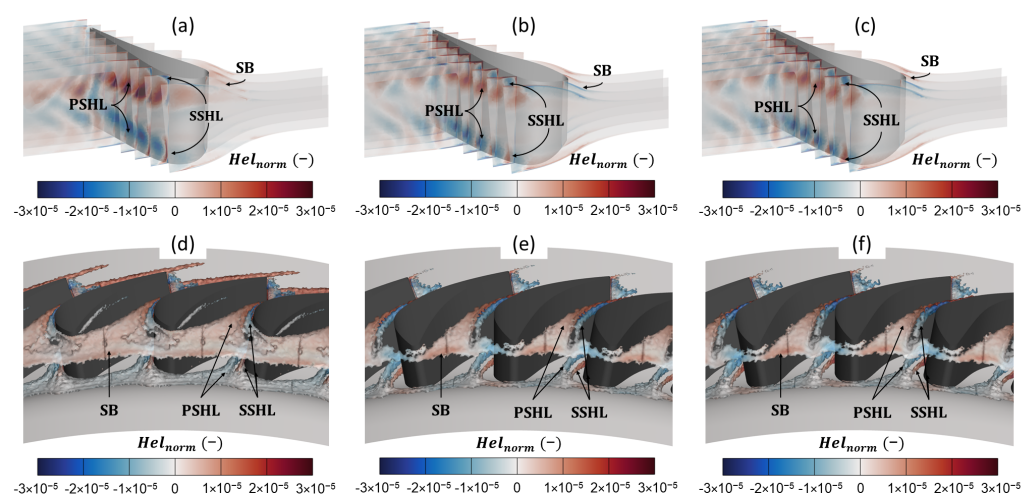 (a)
SB
PSHL
SSHL
Hel_norm (−)
-3×10⁻⁵ -2×10⁻⁵ -1×10⁻⁵ 0 1×10⁻⁵ 2×10⁻⁵ 3×10⁻⁵
(b)
SB
PSHL
SSHL
Hel_norm (−)
-3×10⁻⁵ -2×10⁻⁵ -1×10⁻⁵ 0 1×10⁻⁵ 2×10⁻⁵ 3×10⁻⁵
(c)
SB
PSHL
SSHL
Hel_norm (−)
-3×10⁻⁵ -2×10⁻⁵ -1×10⁻⁵ 0 1×10⁻⁵ 2×10⁻⁵ 3×10⁻⁵
(d)
SB PSHL SSHL
Hel_norm (−)
-3×10⁻⁵ -2×10⁻⁵ -1×10⁻⁵ 0 1×10⁻⁵ 2×10⁻⁵ 3×10⁻⁵
(e)
SB PSHL SSHL
Hel_norm (−)
-3×10⁻⁵ -2×10⁻⁵ -1×10⁻⁵ 0 1×10⁻⁵ 2×10⁻⁵ 3×10⁻⁵
(f)
SB PSHL SSHL
Hel_norm (−)
-3×10⁻⁵ -2×10⁻⁵ -1×10⁻⁵ 0 1×10⁻⁵ 2×10⁻⁵ 3×10⁻⁵